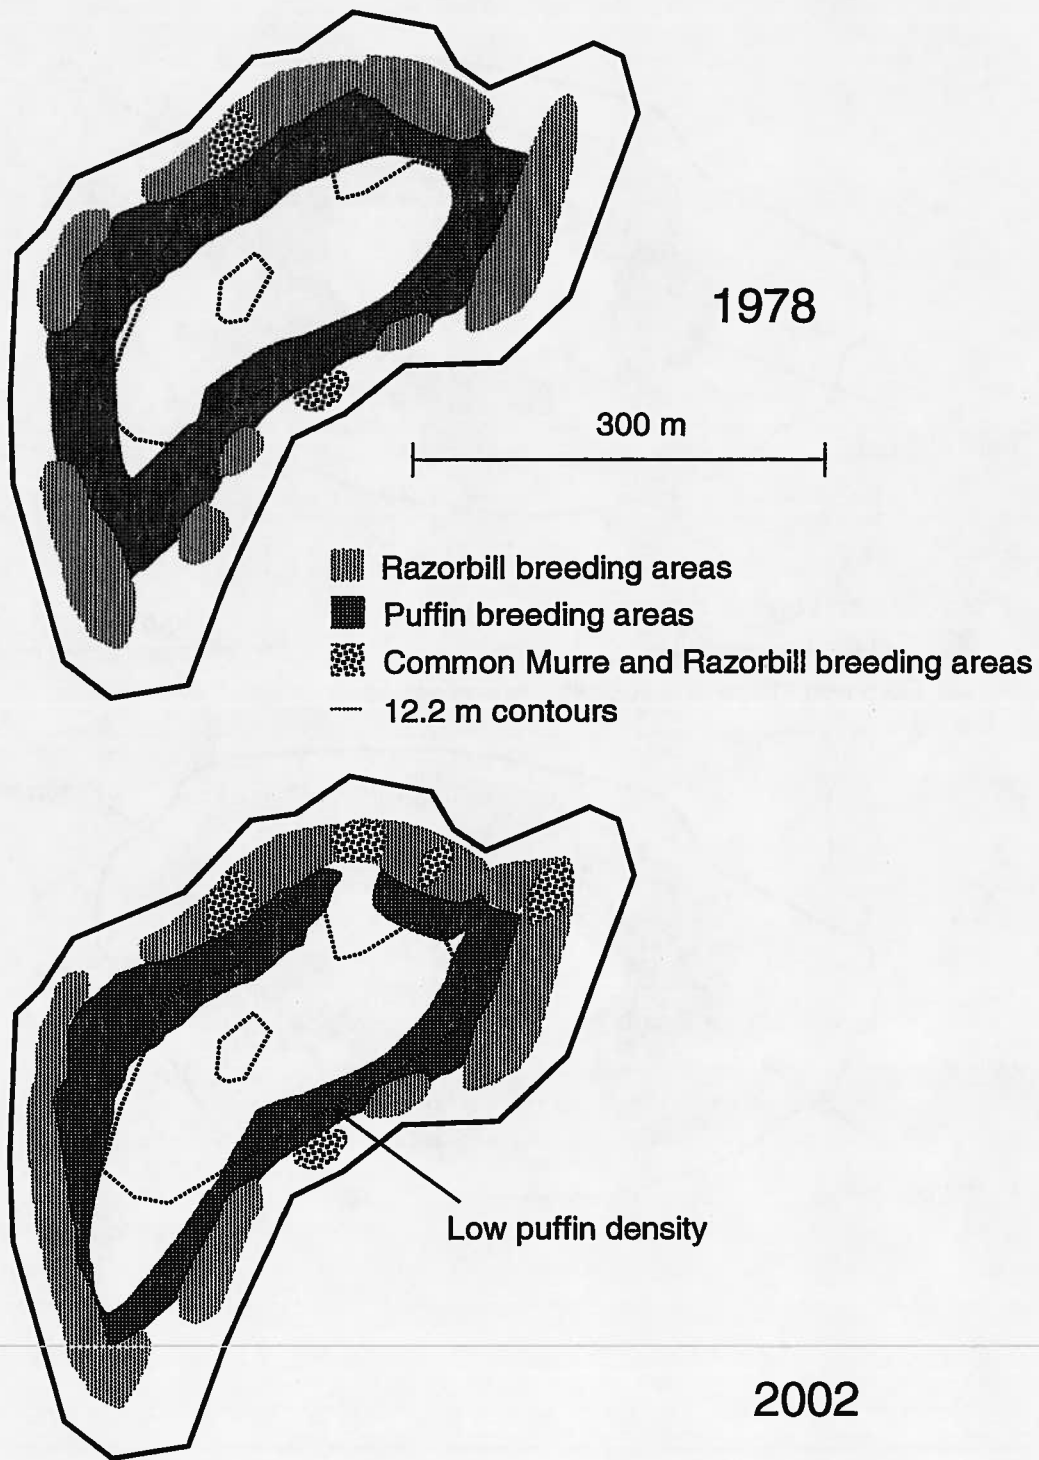 1978
300 m
Razorbill breeding areas
Puffin breeding areas
Common Murre and Razorbill breeding areas
12.2 m contours
Low puffin density
2002